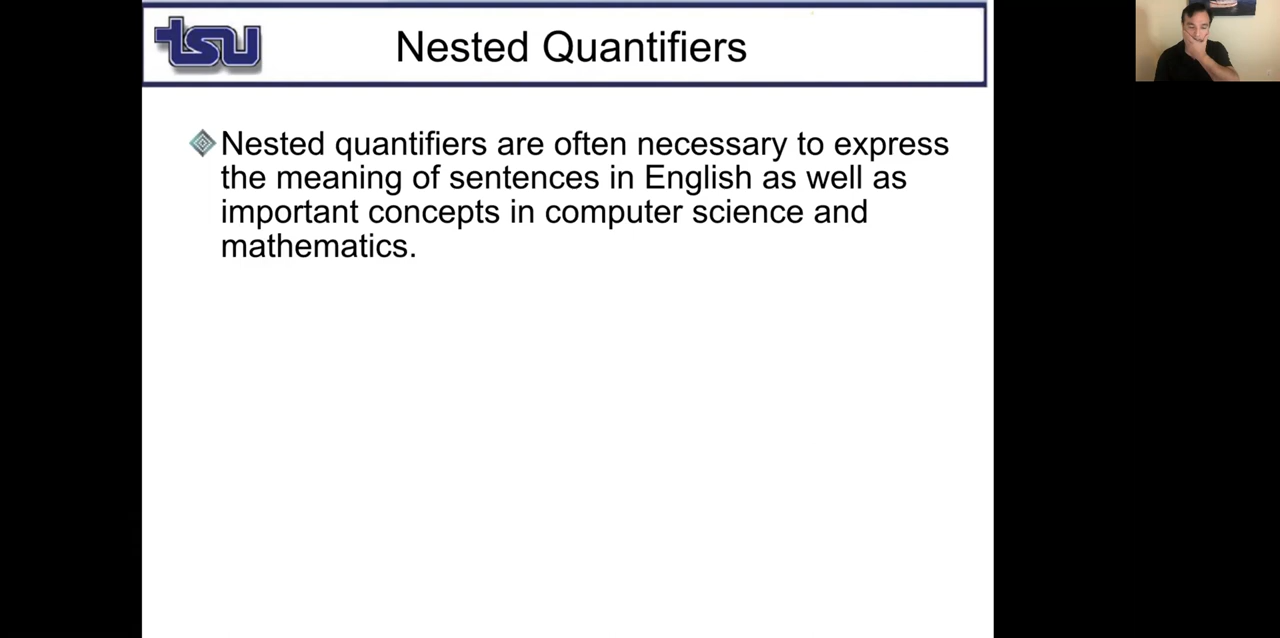 tsu
Nested Quantifiers
Nested quantifiers are often necessary to express
the meaning of sentences in English as well as
important concepts in computer science and
mathematics.